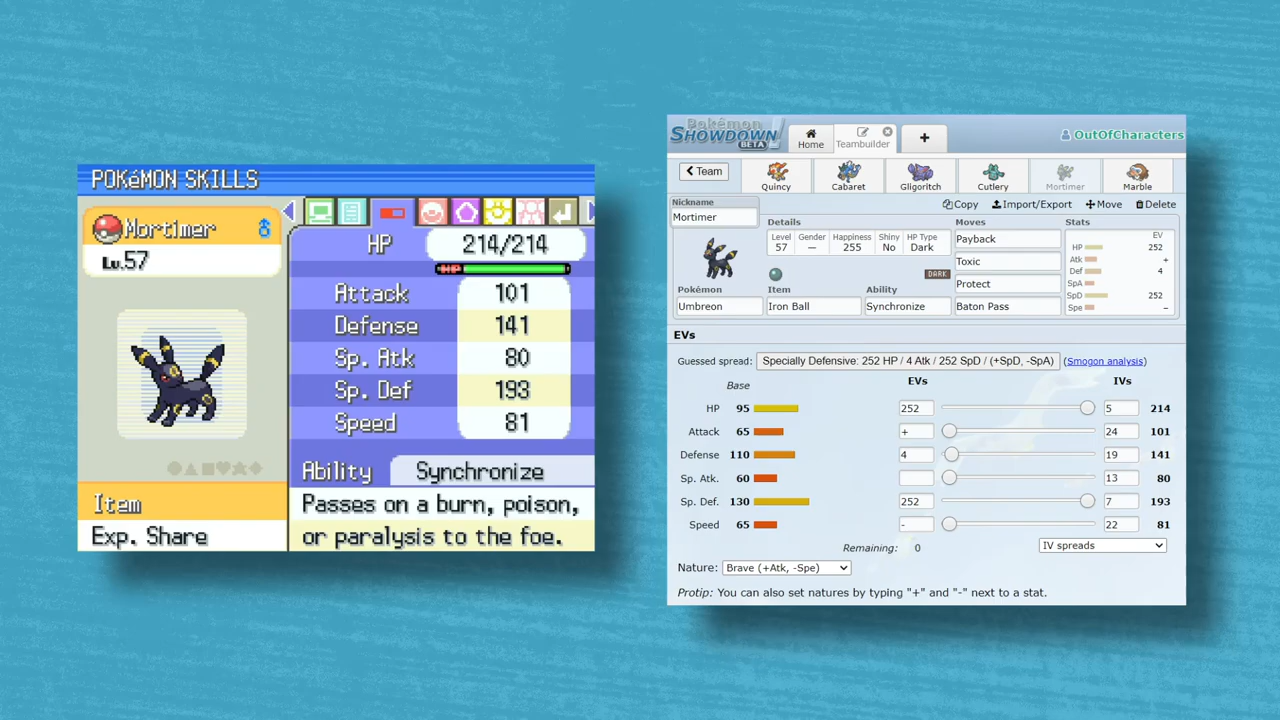 POKéMON SKILLS
Mortimer ♂
Lv.57
HP 214/214
HP
Attack 101
Defense 141
Sp. Atk 80
Sp. Def 193
Speed 81
Ability Synchronize
Item
Exp. Share
Passes on a burn, poison,
or paralysis to the foe.
Pokémon
SHOWDOWN
BETA
Home
Teambuilder
+
OutOfCharacters
< Team
Quincy
Cabaret
Gligoritch
Cutlery
Mortimer
Marble
Copy Import/Export Move Delete
Nickname
Mortimer
Details
Level Gender Happiness Shiny HP Type
57 — 255 No Dark
DARK
Pokémon
Umbreon
Item
Iron Ball
Ability
Synchronize
Moves
Payback
Toxic
Protect
Baton Pass
Stats
EV
HP 252
Atk +
Def 4
SpA
SpD 252
Spe –
EVs
Guessed spread: Specially Defensive: 252 HP / 4 Atk / 252 SpD / (+SpD, -SpA) (Smogon analysis)
Base EVs IVs
HP 95 252 5 214
Attack 65 + 24 101
Defense 110 4 19 141
Sp. Atk. 60 13 80
Sp. Def. 130 252 7 193
Speed 65 - 22 81
Remaining: 0 IV spreads
Nature: Brave (+Atk, -Spe)
Protip: You can also set natures by typing "+" and "-" next to a stat.